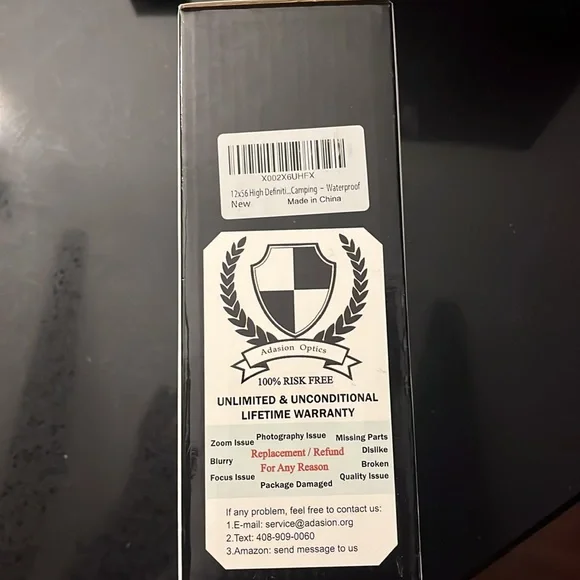 X002X6UHFX
12x56 High Definiti...Camping - Waterproof
New Made in China
Adasion Optics
100% RISK FREE
UNLIMITED & UNCONDITIONAL
LIFETIME WARRANTY
Zoom Issue Photography Issue Missing Parts
Replacement / Refund Dislike
Blurry For Any Reason Broken
Focus Issue Package Damaged Quality Issue
If any problem, feel free to contact us:
1.E-mail: service@adasion.org
2.Text: 408-909-0060
3.Amazon: send message to us